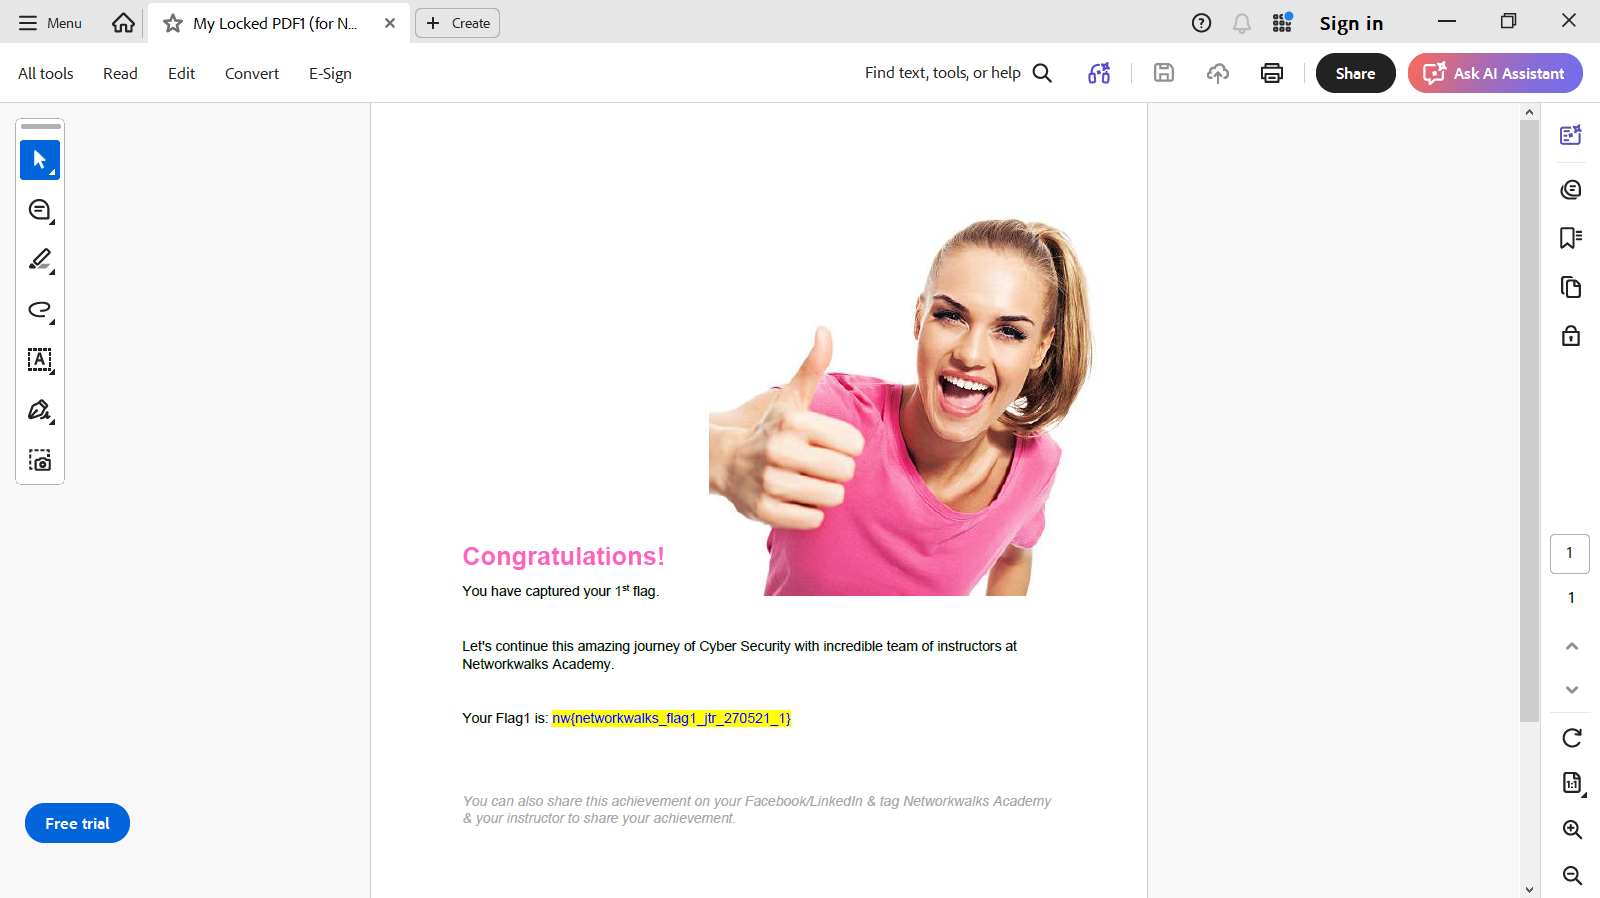 Menu
My Locked PDF1 (for N...
Create
Sign in
All tools
Read
Edit
Convert
E-Sign
Find text, tools, or help
Share
Ask AI Assistant
Congratulations!
You have captured your 1st flag.
Let's continue this amazing journey of Cyber Security with incredible team of instructors at
Networkwalks Academy.
Your Flag1 is: nw{networkwalks_flag1_jtr_270521_1}
You can also share this achievement on your Facebook/LinkedIn & tag Networkwalks Academy
& your instructor to share your achievement.
Free trial
1
1
1:1